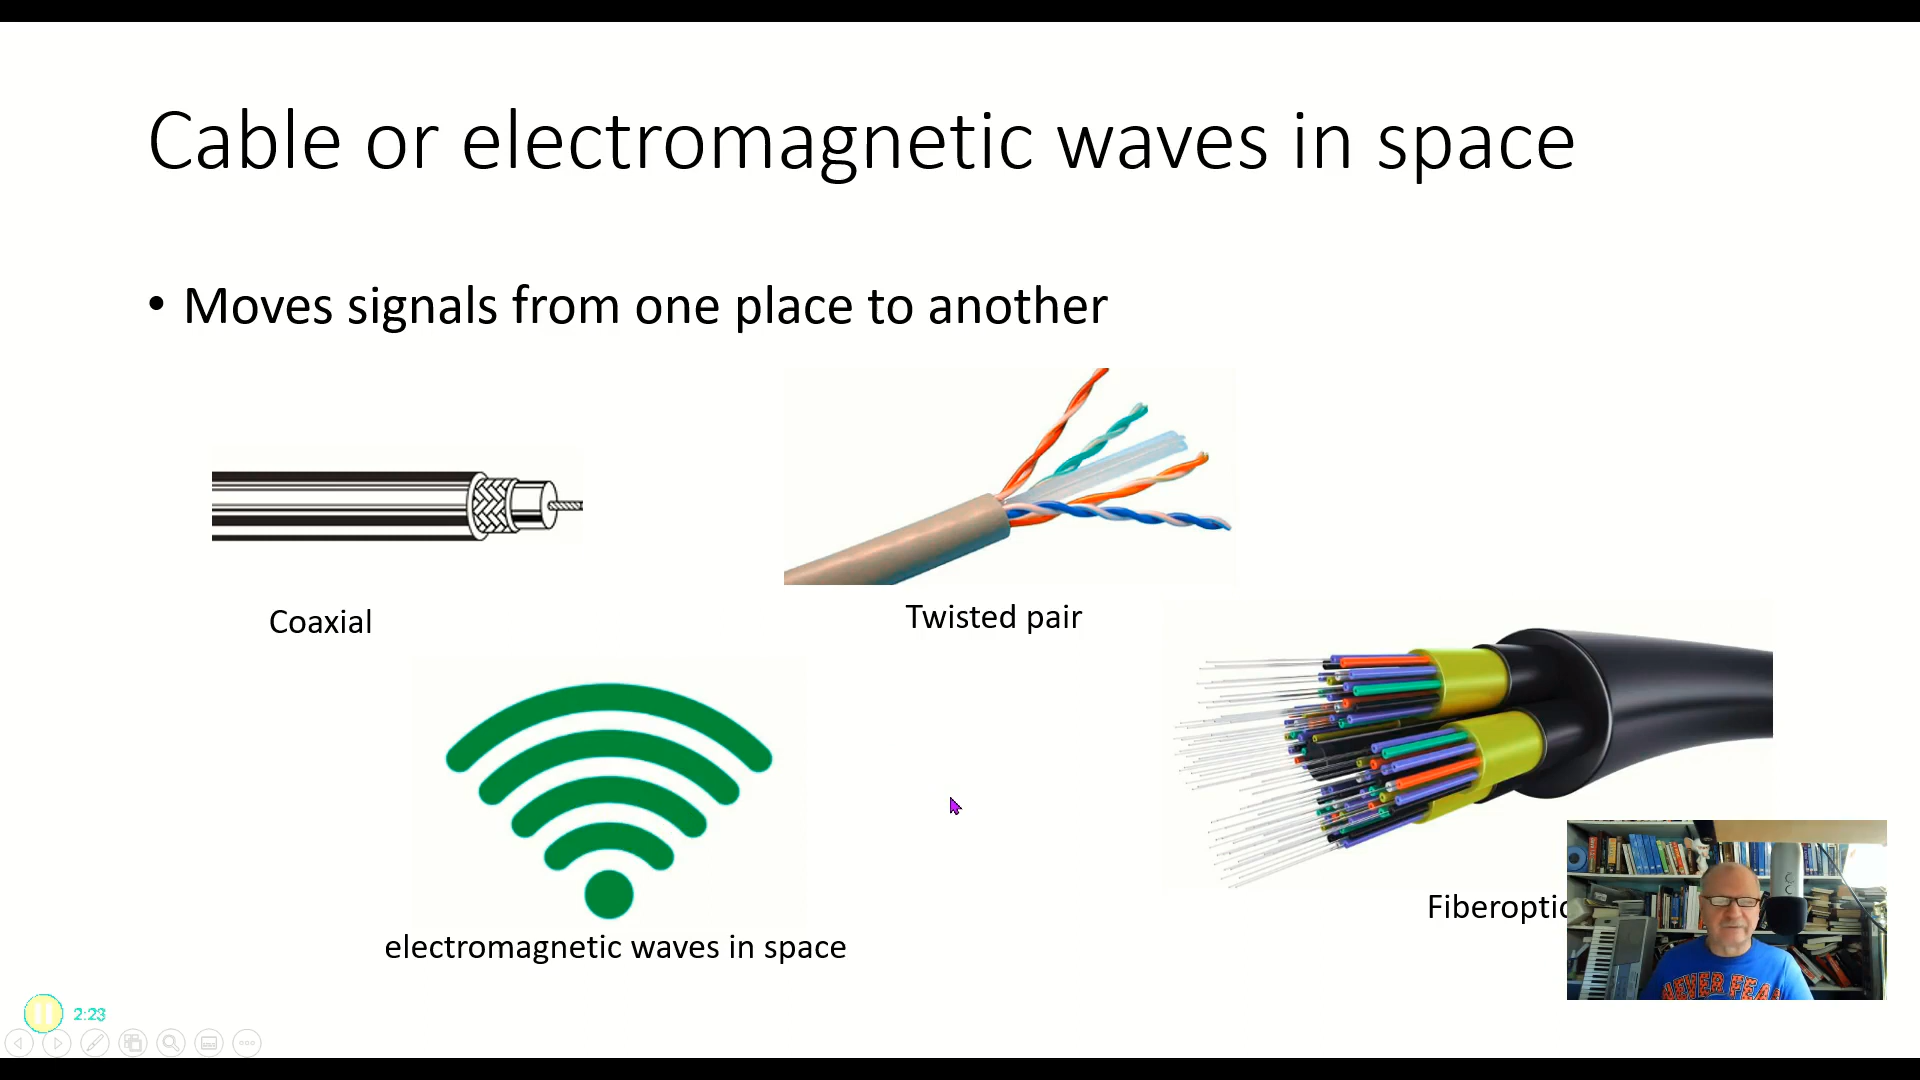 Cable or electromagnetic waves in space
• Moves signals from one place to another
Coaxial
Twisted pair
Fiberoptic
electromagnetic waves in space
2:23